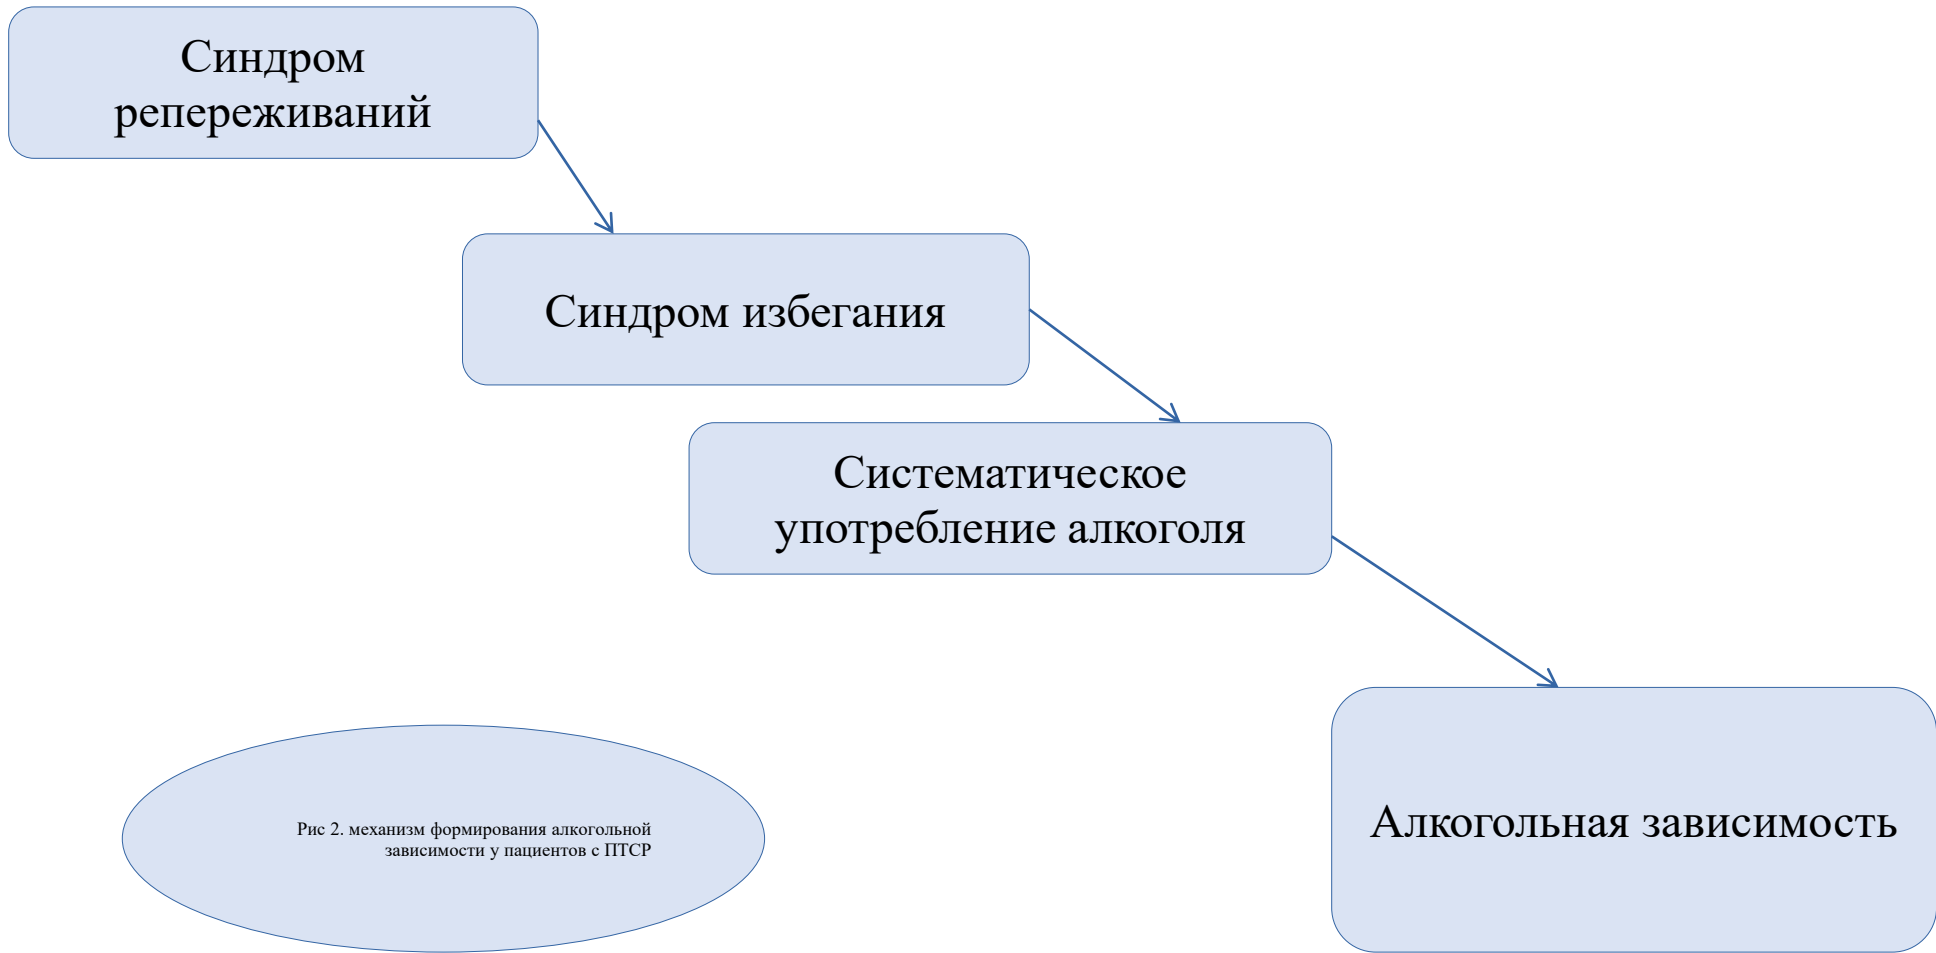 Синдром
репереживаний
Синдром избегания
Систематическое
употребление алкоголя
Алкогольная зависимость
Рис 2. механизм формирования алкогольной
зависимости у пациентов с ПТСР